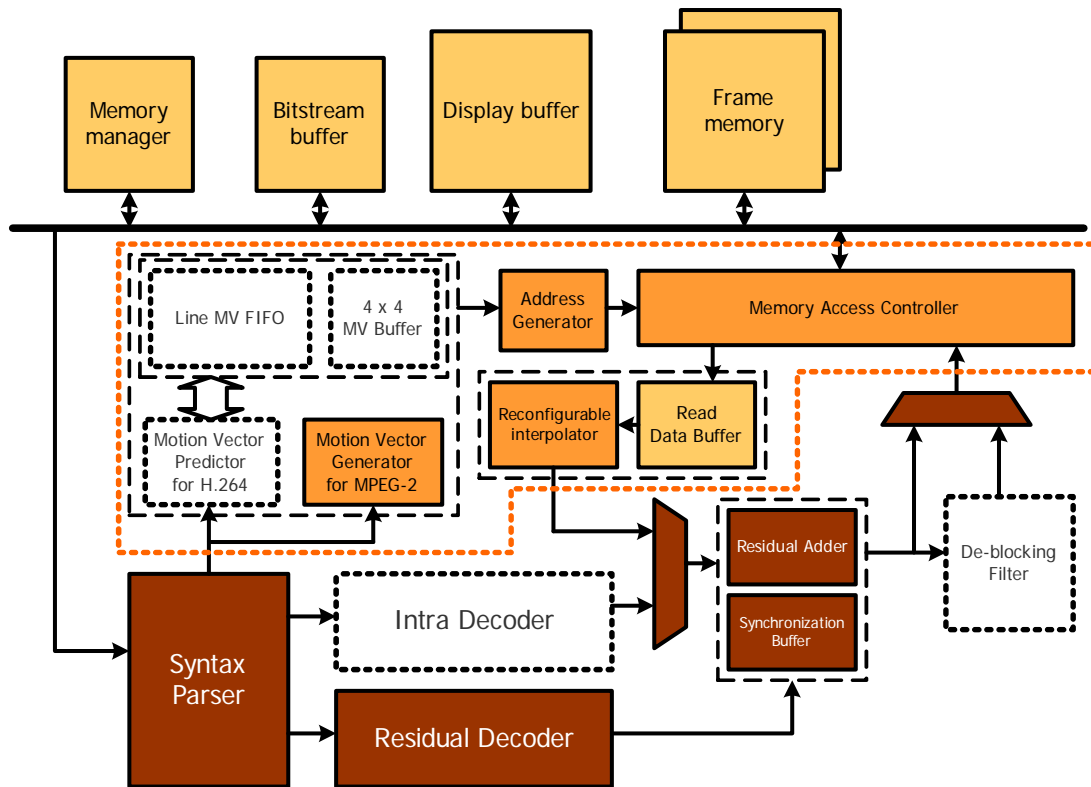 Memory
manager
Bitstream
buffer
Display buffer
Frame
memory
Line MV FIFO
4 x 4
MV Buffer
Address
Generator
Memory Access Controller
Reconfigurable
interpolator
Read
Data Buffer
Motion Vector
Predictor
for H.264
Motion Vector
Generator
for MPEG-2
Residual Adder
De-blocking
Filter
Intra Decoder
Synchronization
Buffer
Syntax
Parser
Residual Decoder